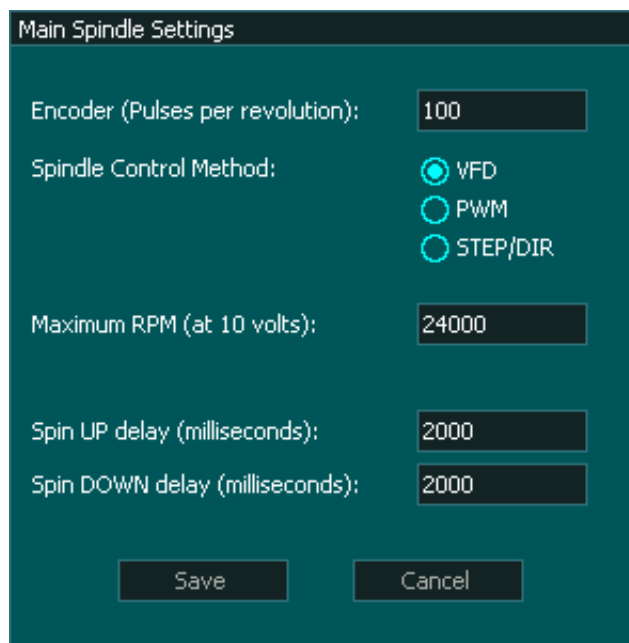 Main Spindle Settings
Encoder (Pulses per revolution): 100
Spindle Control Method: VFD
PWM
STEP/DIR
Maximum RPM (at 10 volts): 24000
Spin UP delay (milliseconds): 2000
Spin DOWN delay (milliseconds): 2000
Save Cancel